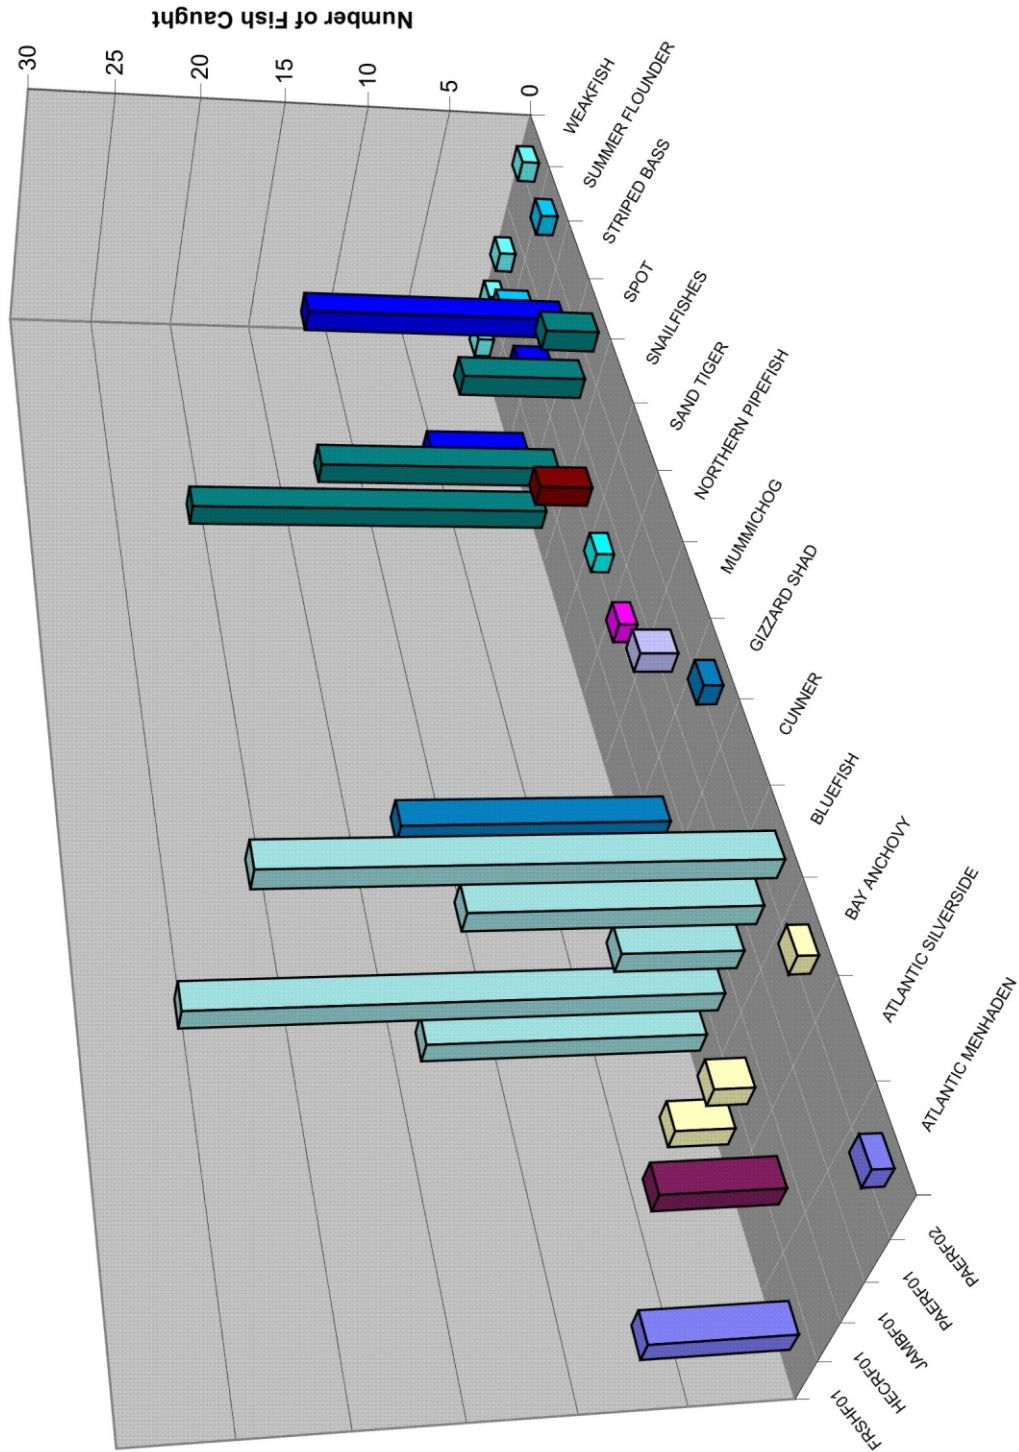 Number of Fish Caught
30
25
20
15
10
5
0
WEAKFISH
SUMMER FLOUNDER
STRIPED BASS
SPOT
SNAILFISHES
SAND TIGER
NORTHERN PIPEFISH
MUMMICHOG
GIZZARD SHAD
CUNNER
BLUEFISH
BAY ANCHOVY
ATLANTIC SILVERSIDE
ATLANTIC MENHADEN
PAERF02
PAERF01
JAMBF01
HECRF01
FRSHF01